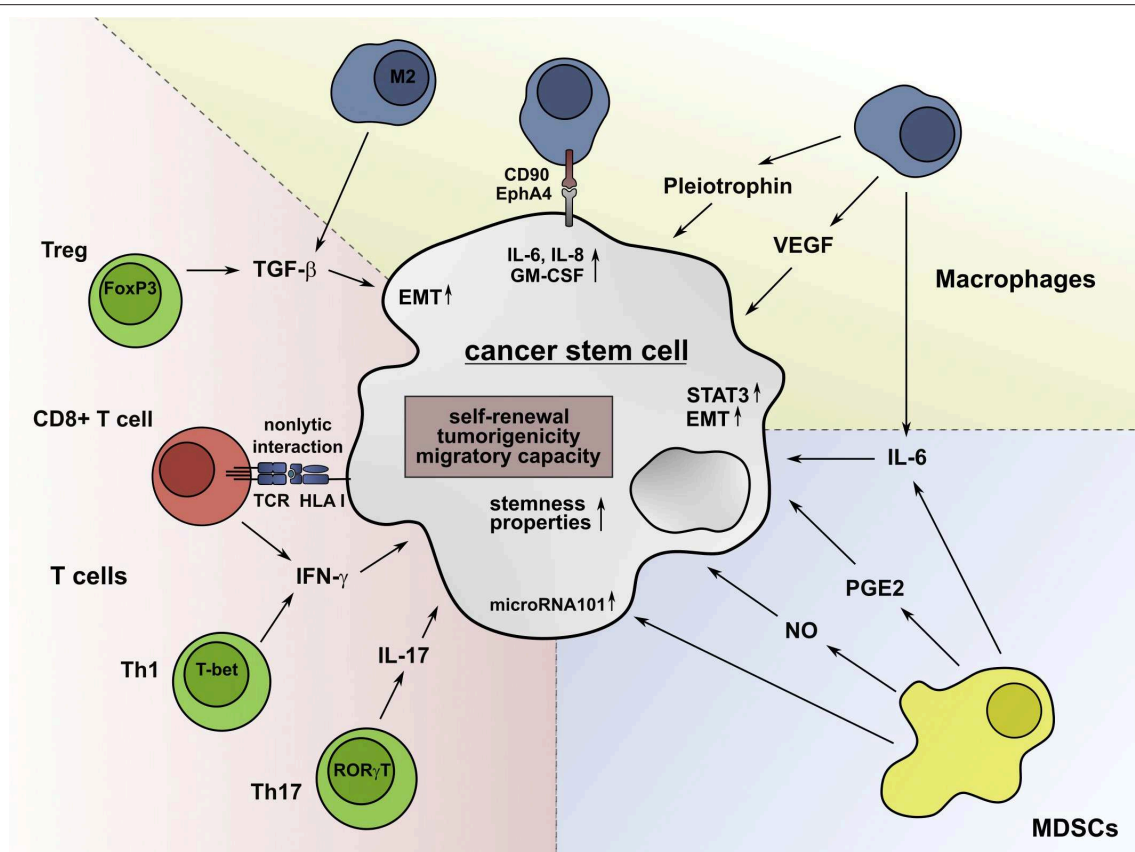 M2
CD90
EphA4
Pleiotrophin
VEGF
Macrophages
Treg
FoxP3
TGF-β
EMT↑
IL-6, IL-8
GM-CSF ↑
cancer stem cell
STAT3↑
EMT↑
self-renewal
tumorigenicity
migratory capacity
stemness
properties ↑
microRNA101↑
CD8+ T cell
nonlytic
interaction
TCR HLA I
IFN-γ
T cells
Th1
T-bet
IL-17
Th17
RORγT
IL-6
PGE2
NO
MDSCs